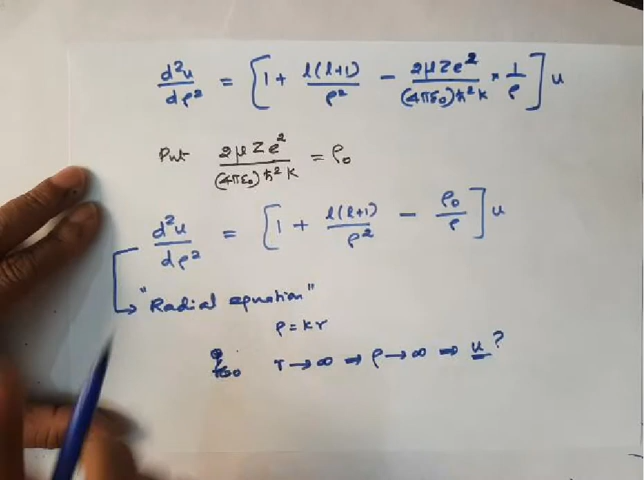 d²u/dρ² = [1 + l(l+1)/ρ² - 2μZe²/(4πε₀)ħ²k · 1/ρ] u
Put 2μZe²/(4πε₀)ħ²k = ρ₀
d²u/dρ² = [1 + l(l+1)/ρ² - ρ₀/ρ] u
"Radial equation"
ρ = kr
r → ∞ ⇒ ρ → ∞ ⇒ u ?